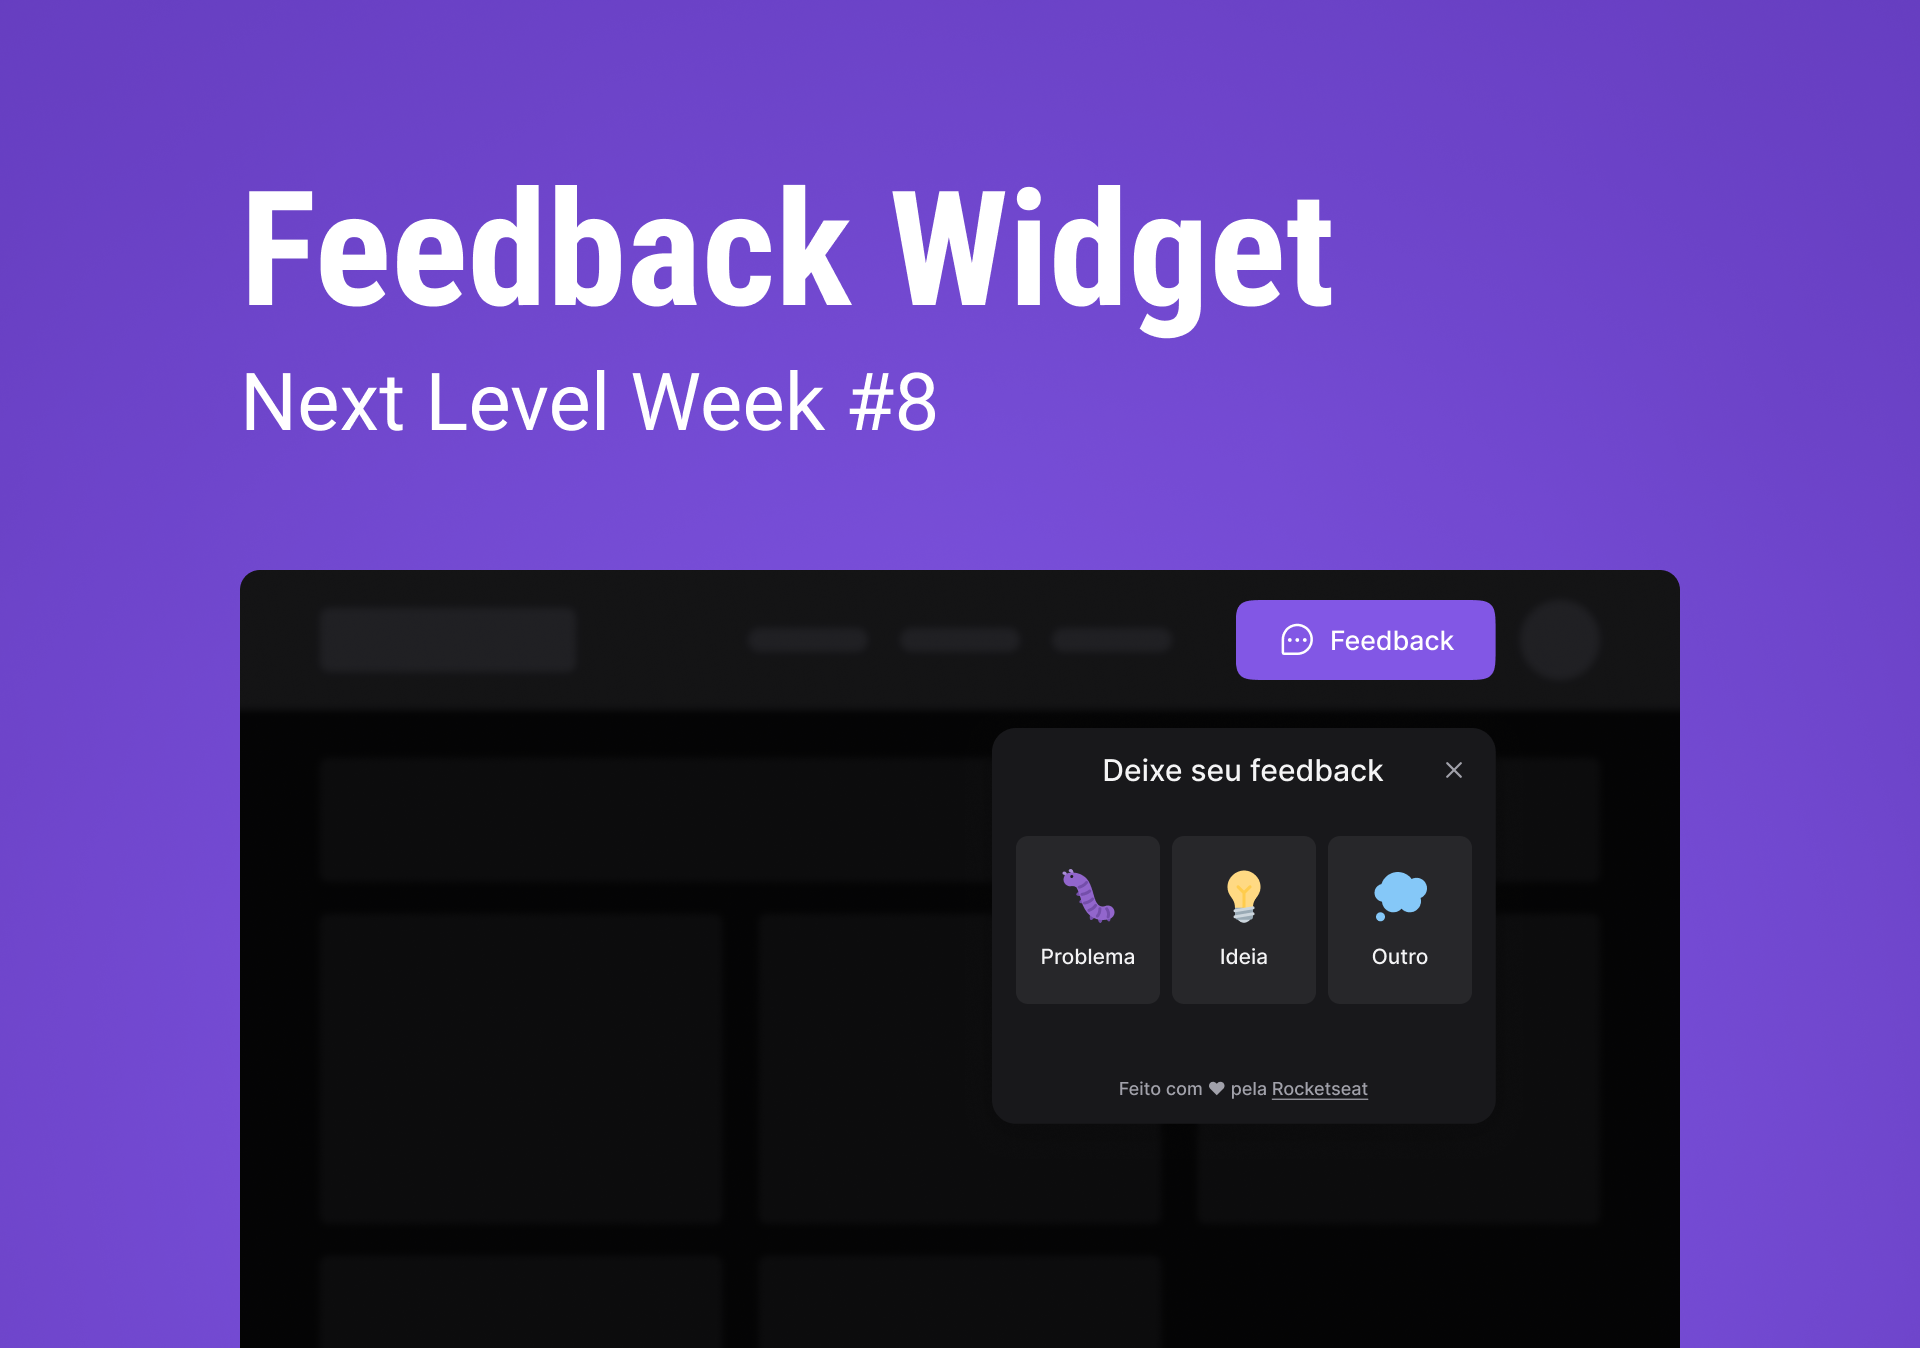 Feedback Widget
Next Level Week #8
Feedback
Deixe seu feedback
Problema
Ideia
Outro
Feito com ♥ pela Rocketseat